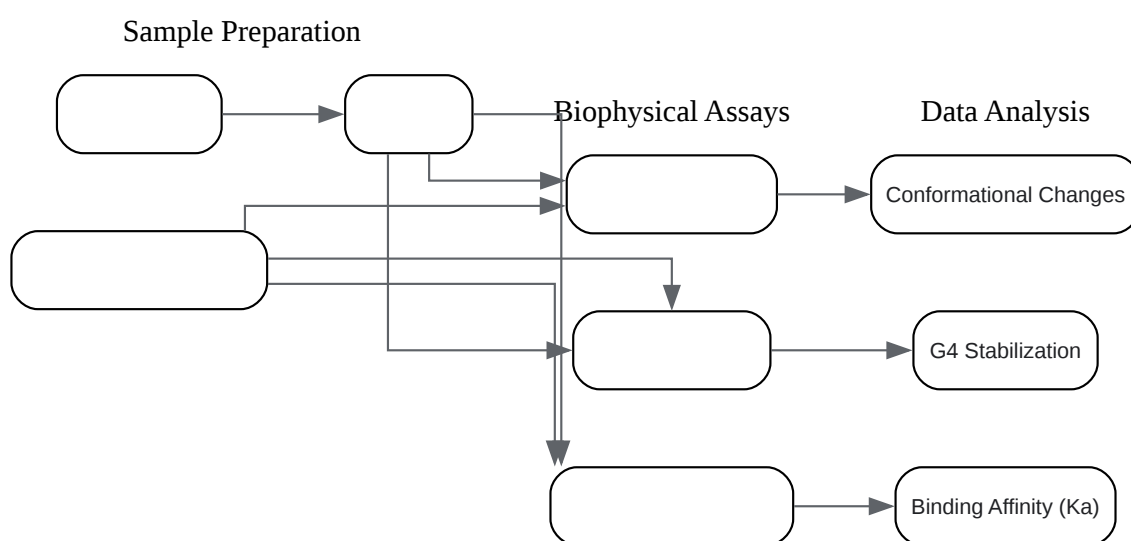 Sample Preparation
Biophysical Assays
Data Analysis
Conformational Changes
G4 Stabilization
Binding Affinity (Ka)